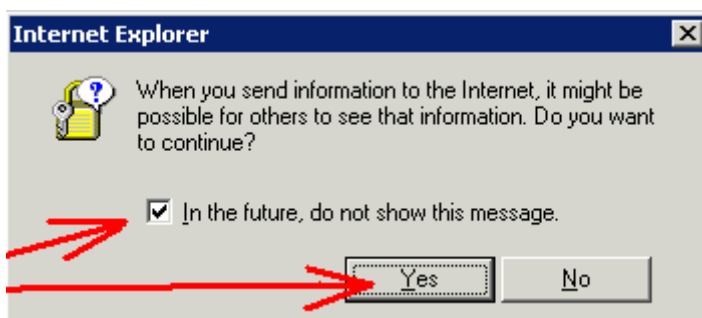 Internet Explorer
When you send information to the Internet, it might be
possible for others to see that information. Do you want
to continue?
In the future, do not show this message.
Yes
No